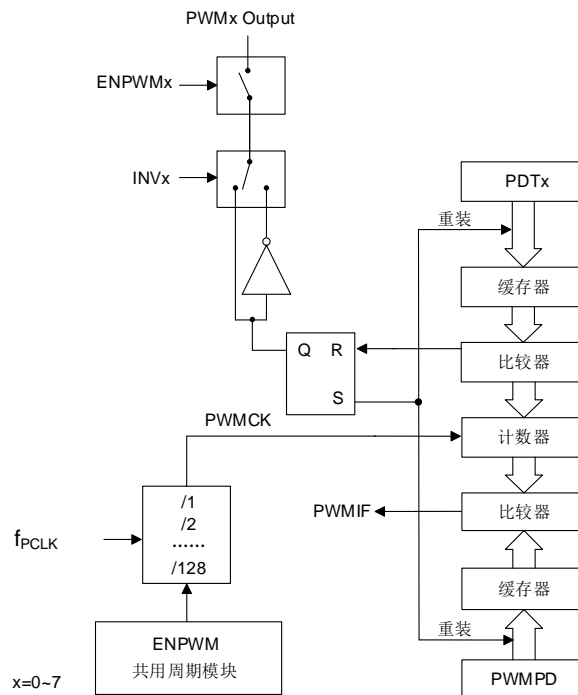 PWMx Output
ENPWMx
INVx
PDTx
重装
缓存器
Q R
比较器
S
PWMCK
计数器
/1
/2
......
/128
fPCLK
PWMIF
比较器
缓存器
重装
ENPWM
共用周期模块
x=0~7
PWMPD